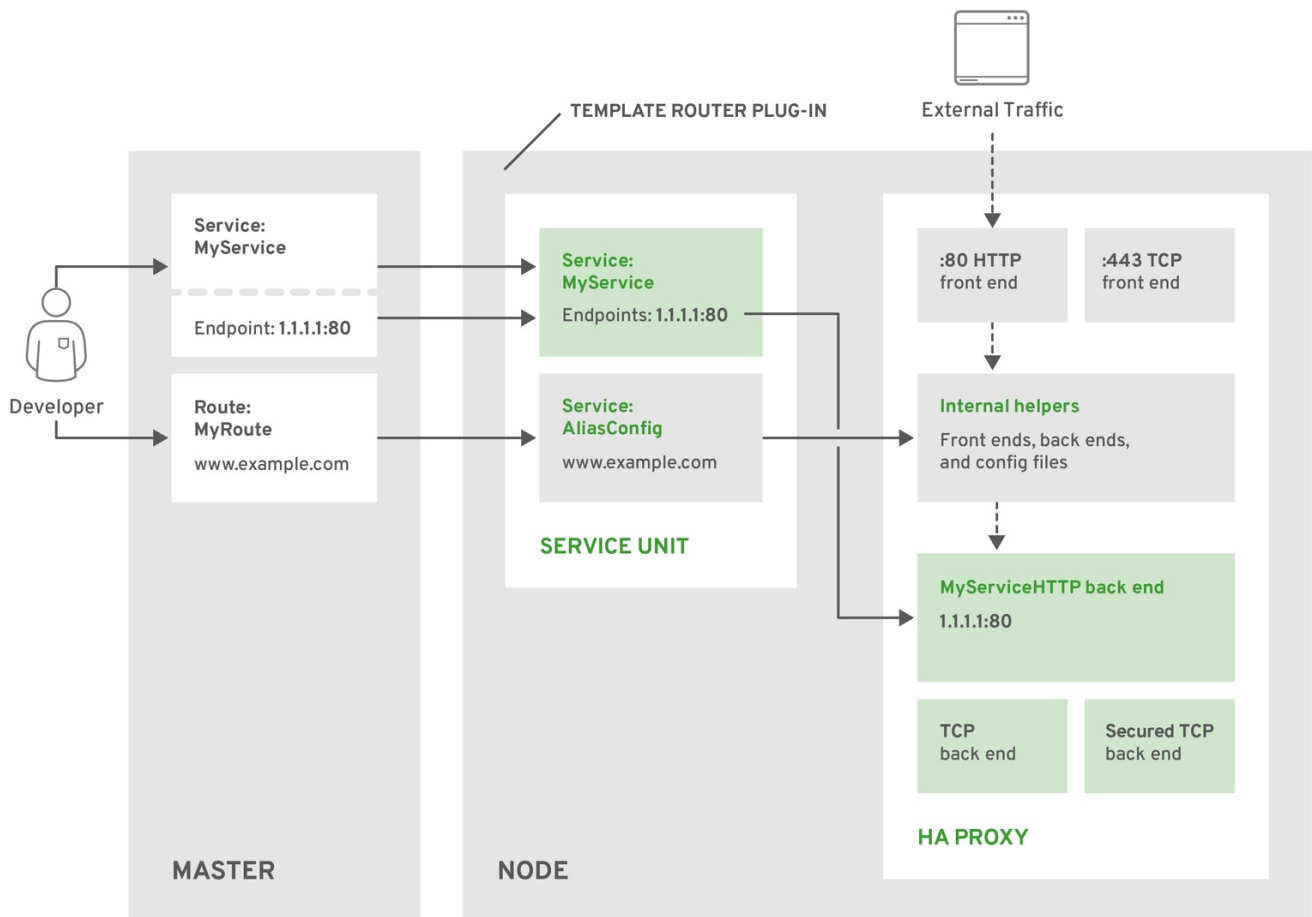 External Traffic
TEMPLATE ROUTER PLUG-IN
Developer
Service:
MyService
Endpoint: 1.1.1.1:80
Route:
MyRoute
www.example.com
MASTER
Service:
MyService
Endpoints: 1.1.1.1:80
Service:
AliasConfig
www.example.com
SERVICE UNIT
NODE
:80 HTTP
front end
:443 TCP
front end
Internal helpers
Front ends, back ends,
and config files
MyServiceHTTP back end
1.1.1.1:80
TCP
back end
Secured TCP
back end
HA PROXY